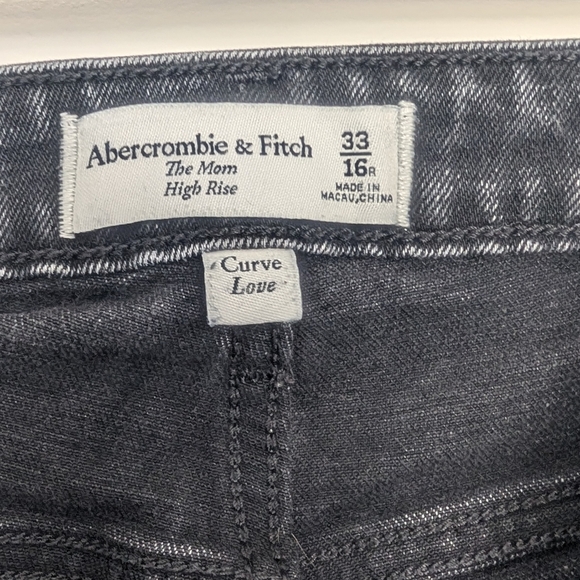 Abercrombie & Fitch
The Mom
High Rise
33
16R
MADE IN
MACAU,CHINA
Curve
Love